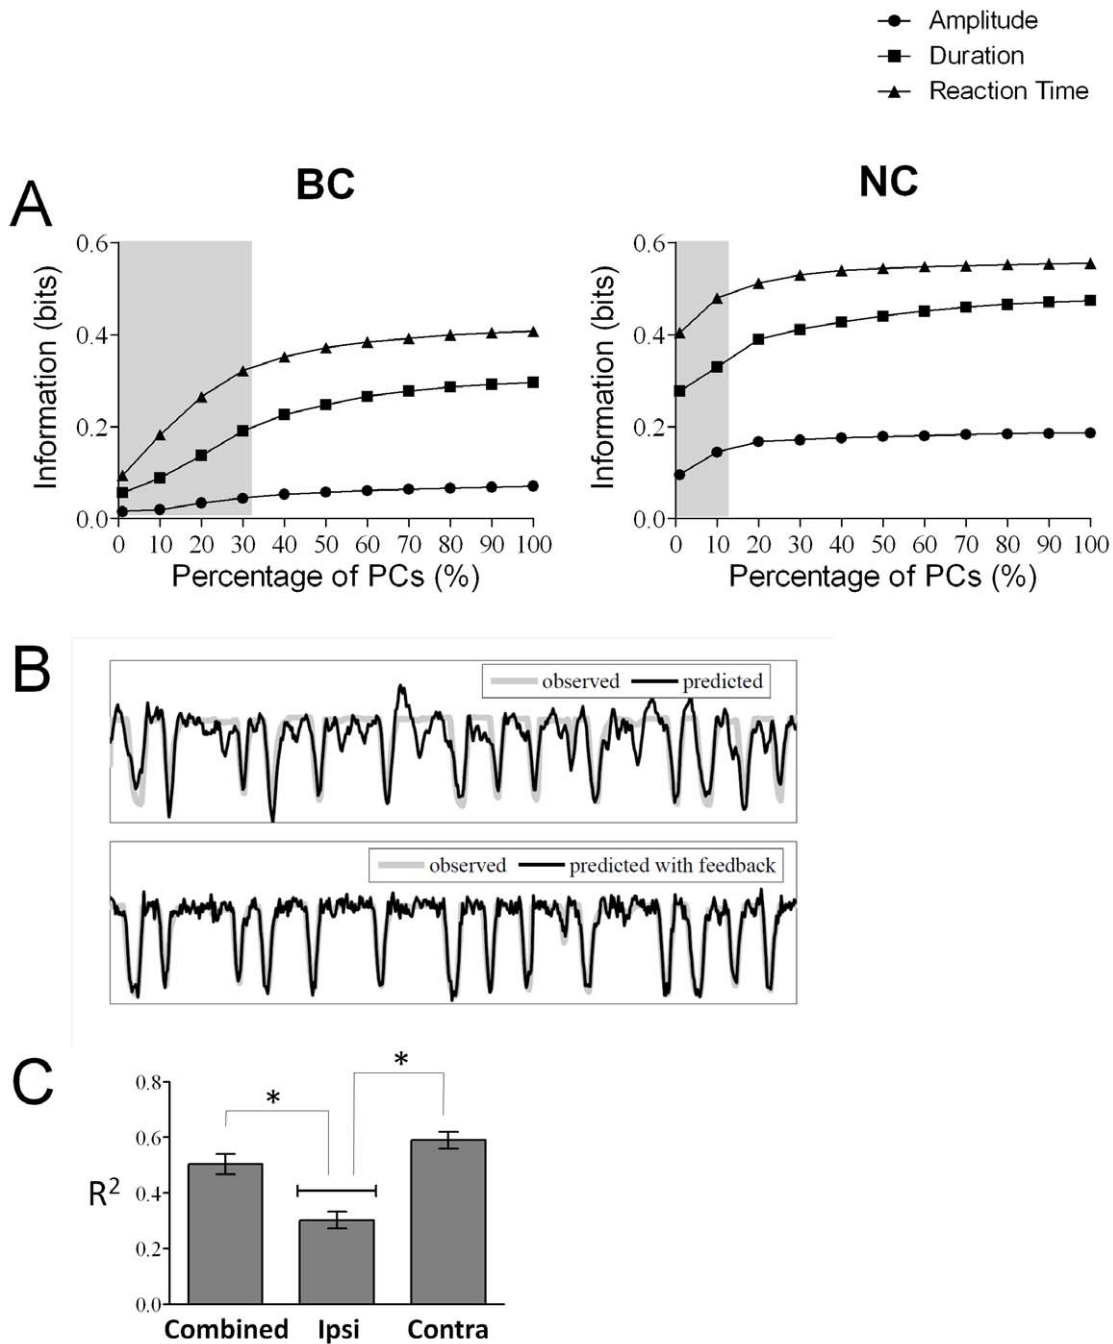 Amplitude
Duration
Reaction Time
A
BC
NC
Information (bits)
0.6
0.4
0.2
0.0
0 10 20 30 40 50 60 70 80 90 100
Percentage of PCs (%)
Information (bits)
0.6
0.4
0.2
0.0
0 10 20 30 40 50 60 70 80 90 100
Percentage of PCs (%)
B
observed predicted
observed predicted with feedback
C
R²
0.8
0.6
0.4
0.2
0.0
* *
Combined Ipsi Contra